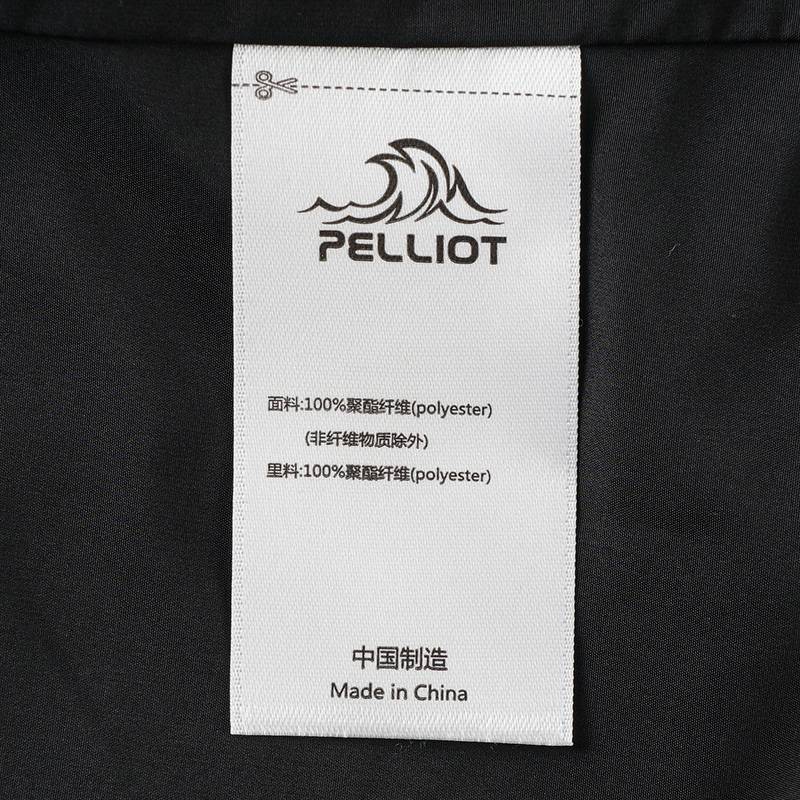 PELLIOT
面料:100%聚酯纤维(polyester)
(非纤维物质除外)
里料:100%聚酯纤维(polyester)
中国制造
Made in China